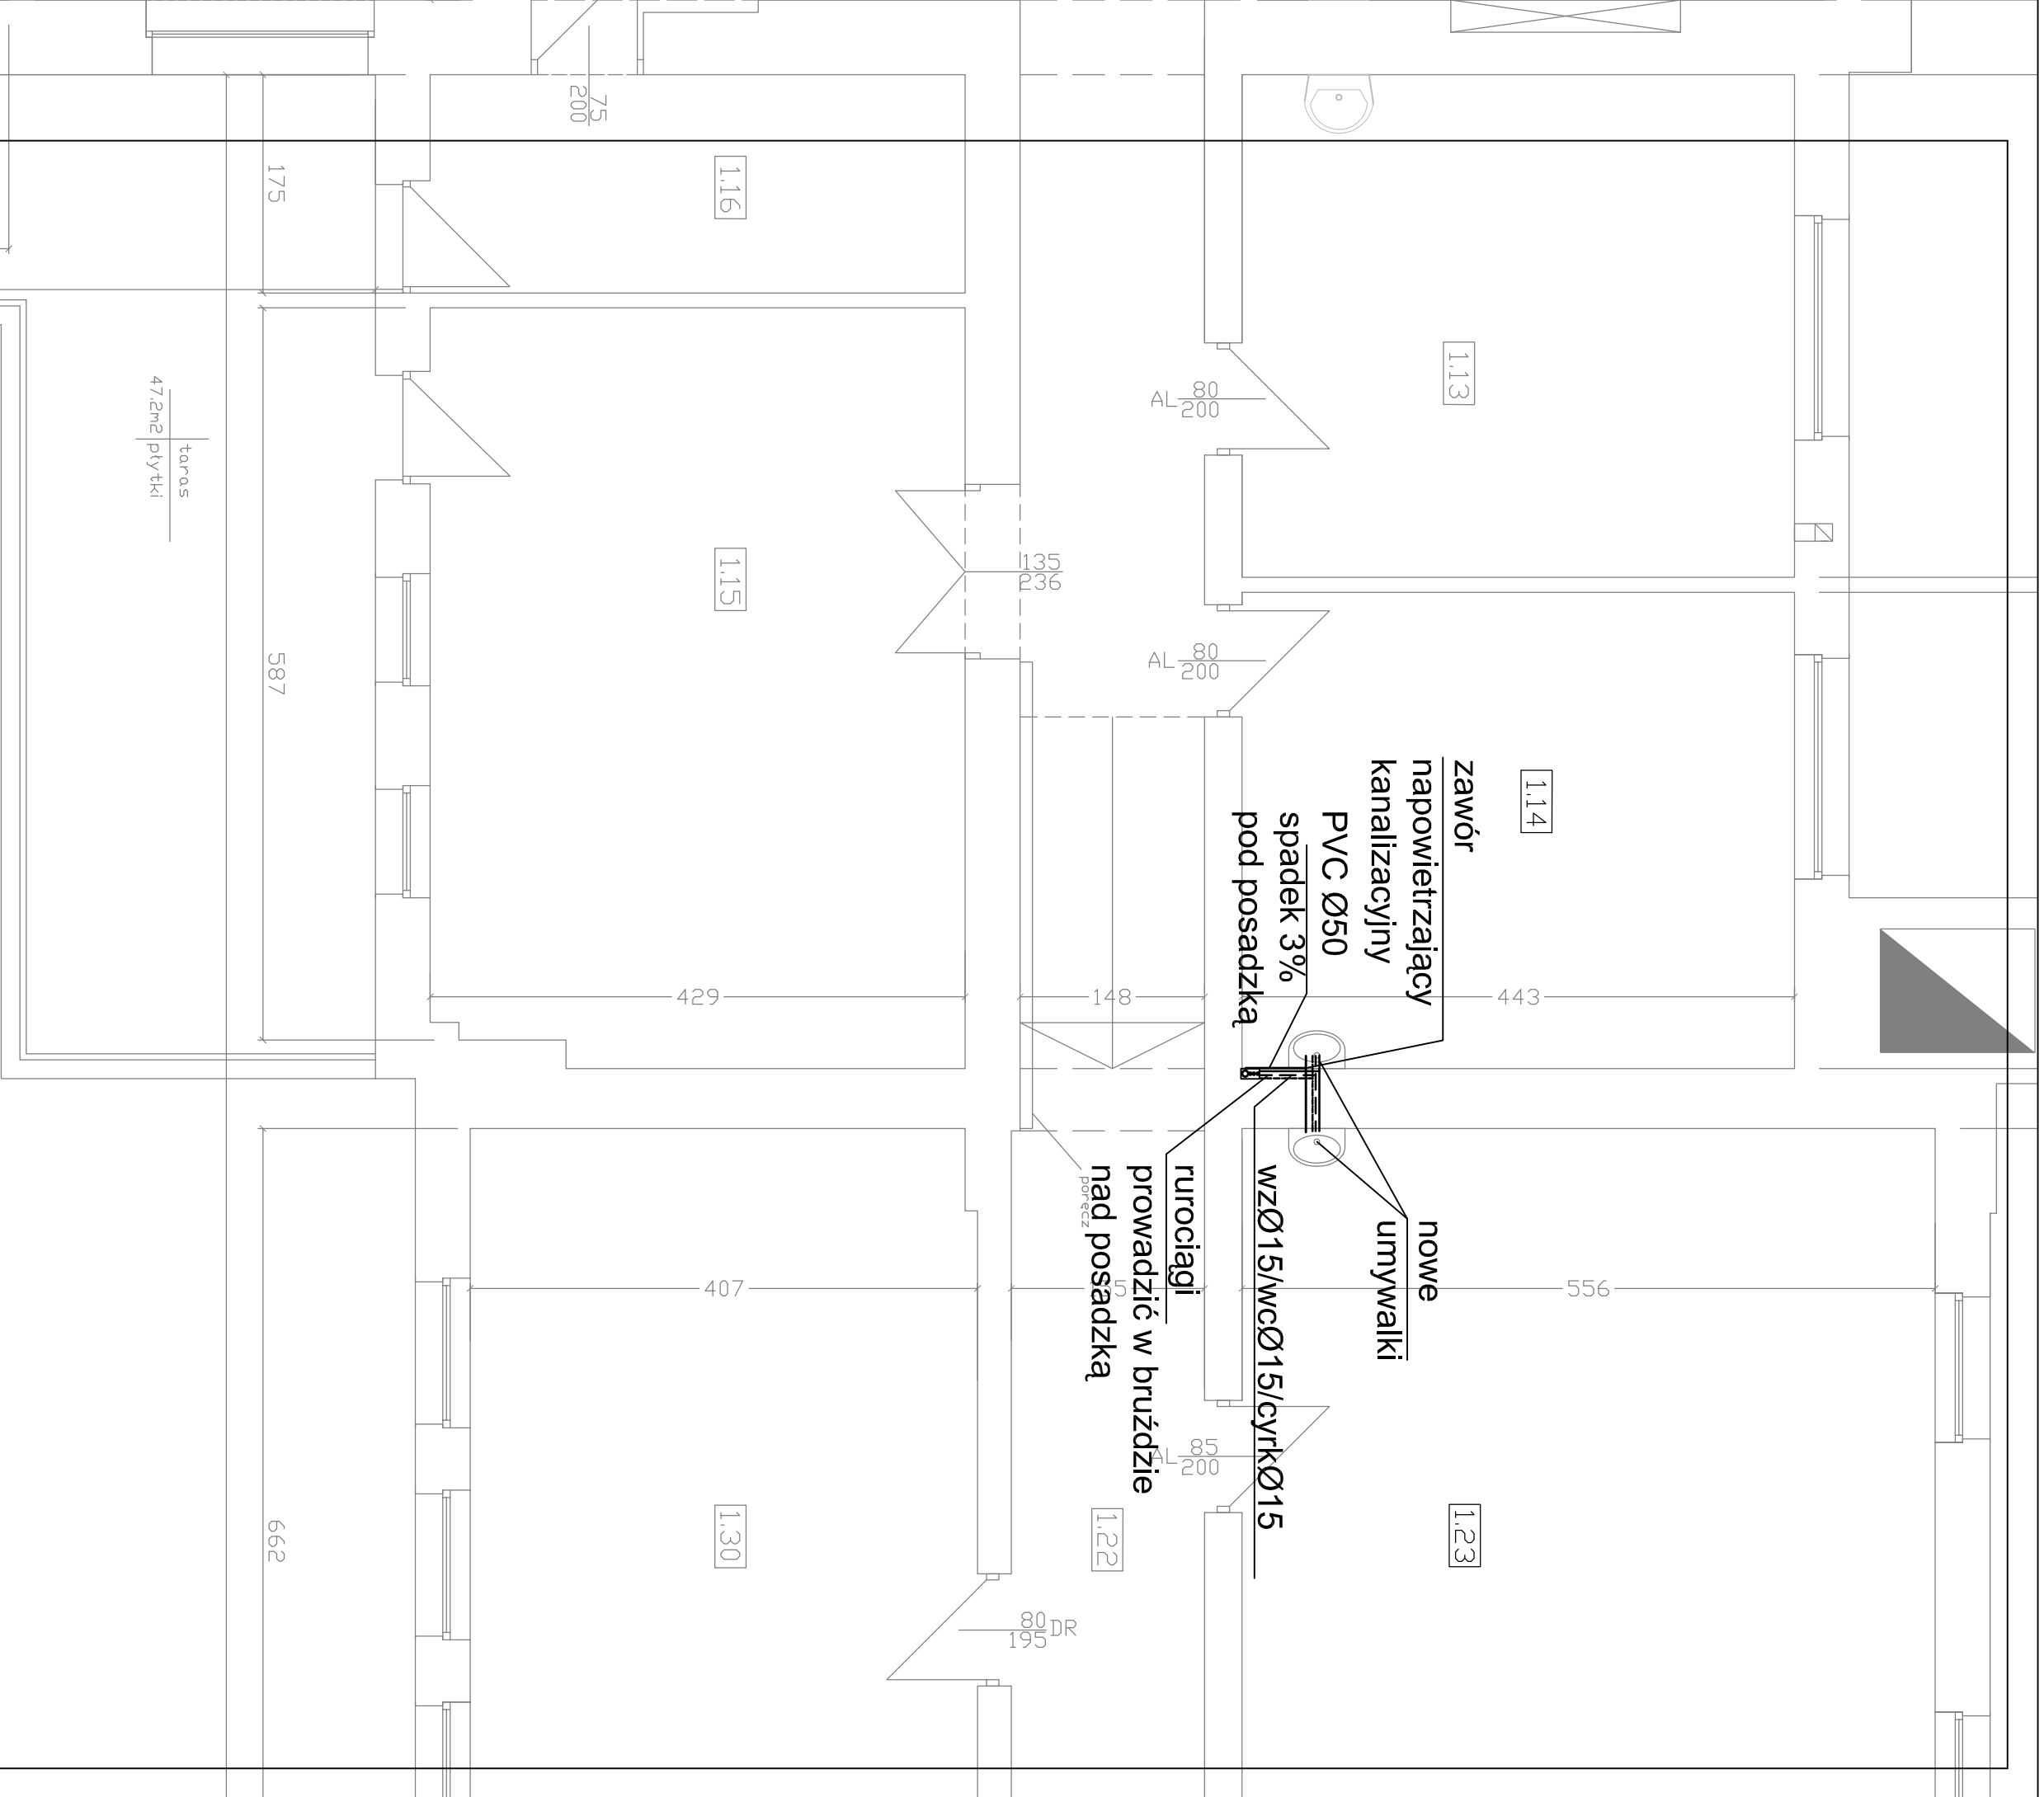 75
200
175
1.16
1.13
80
AL 200
taras
47.2m2 płytki
1.15
135
236
80
AL 200
587
1.14
zawór
napowietrzający
kanalizacyjny
PVC Ø50
spadek 3%
pod posadzką
429
148
443
nowe
umywalki
wzØ15/wcØ15/cyrkØ15
rurociągi
prowadzić w bruździe
nad posadzką
poręcz
407
556
85
AL 200
662
1.30
1.22
1.23
80 DR
195